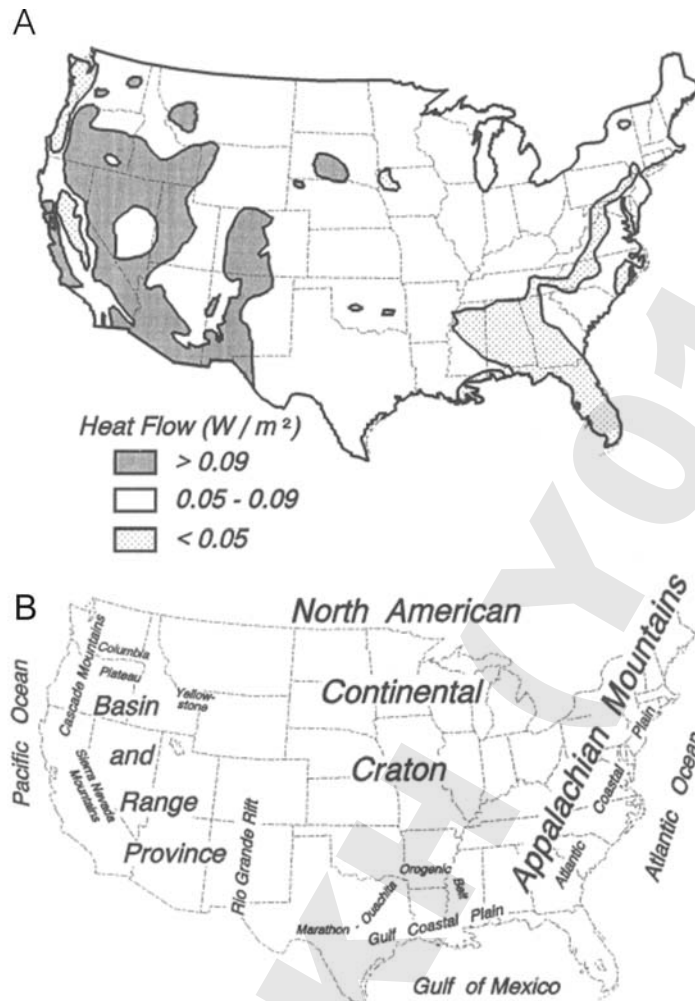 A
Heat Flow (W / m²)
> 0.09
0.05 - 0.09
< 0.05
B
North American
Continental
Craton
Pacific Ocean
Cascade Mountains
Columbia
Plateau
Basin
Yellow-
stone
and
Sierra Nevada
Mountains
Range
Province
Rio Grande Rift
Appalachian Mountains
Plain
Coastal
Atlantic
Atlantic Ocean
Orogenic
Belt
Ouachita
Marathon
Gulf Coastal Plain
Gulf of Mexico